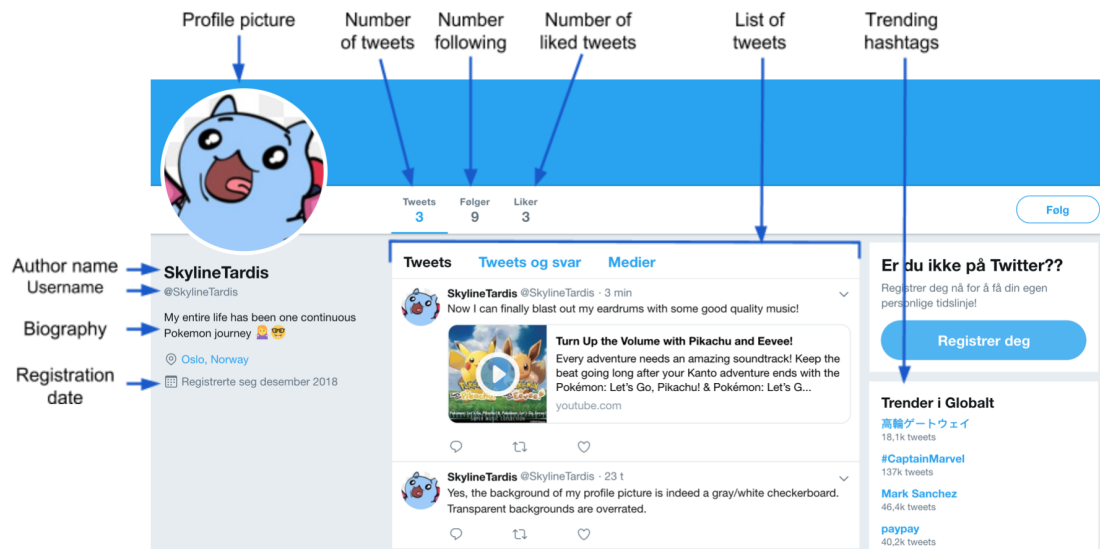 Profile picture
Number
of tweets
Number
following
Number of
liked tweets
List of
tweets
Trending
hashtags
Tweets
3
Følger
9
Liker
3
Følg
Author name
Username
Biography
Registration
date
SkylineTardis
@SkylineTardis
My entire life has been one continuous
Pokemon journey 🤷🏼‍♀️🤓
Oslo, Norway
Registrerte seg desember 2018
Tweets
Tweets og svar
Medier
SkylineTardis @SkylineTardis · 3 min
Now I can finally blast out my eardrums with some good quality music!
Turn Up the Volume with Pikachu and Eevee!
Every adventure needs an amazing soundtrack! Keep the
beat going long after your Kanto adventure ends with the
Pokémon: Let's Go, Pikachu! & Pokémon: Let's G...
youtube.com
SkylineTardis @SkylineTardis · 23 t
Yes, the background of my profile picture is indeed a gray/white checkerboard.
Transparent backgrounds are overrated.
Er du ikke på Twitter??
Registrer deg nå for å få din egen
personlige tidslinje!
Registrer deg
Trender i Globalt
高輪ゲートウェイ
18,1k tweets
#CaptainMarvel
137k tweets
Mark Sanchez
46,4k tweets
paypay
40,2k tweets